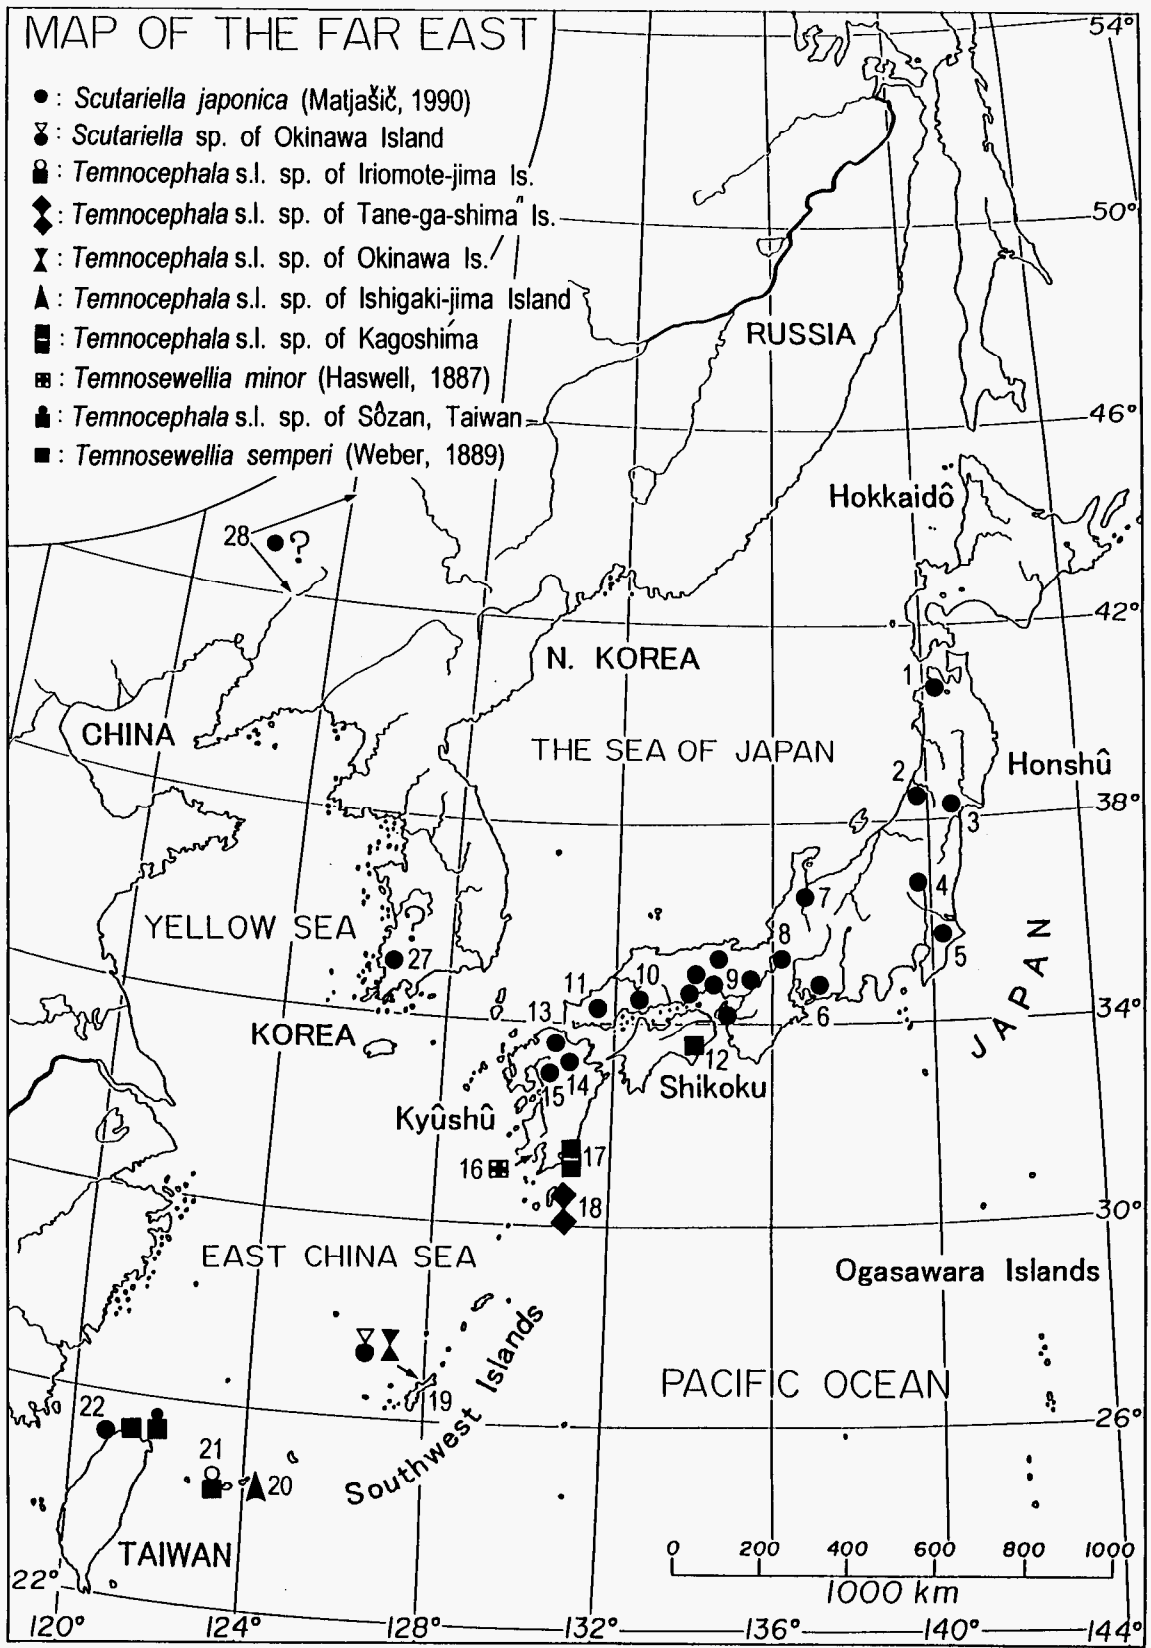 MAP OF THE FAR EAST
54°
● : Scutariella japonica (Matjašič, 1990)
: Scutariella sp. of Okinawa Island
: Temnocephala s.l. sp. of Iriomote-jima Is.
: Temnocephala s.l. sp. of Tane-ga-shima Is.
50°
: Temnocephala s.l. sp. of Okinawa Is.
: Temnocephala s.l. sp. of Ishigaki-jima Island
: Temnocephala s.l. sp. of Kagoshima
RUSSIA
: Temnosewellia minor (Haswell, 1887)
: Temnocephala s.l. sp. of Sôzan, Taiwan
46°
■ : Temnosewellia semperi (Weber, 1889)
Hokkaidô
28 ?
42°
N. KOREA
1
CHINA
THE SEA OF JAPAN
Honshû
2
38°
3
4
7
YELLOW SEA
?
8
5
27
JAPAN
11
10
9
13
6
34°
KOREA
12
14
15
Shikoku
Kyûshû
16
17
18
30°
EAST CHINA SEA
Ogasawara Islands
Southwest Islands
PACIFIC OCEAN
19
22
26°
21
20
TAIWAN
0 200 400 600 800 1000
1000 km
22°
120° 124° 128° 132° 136° 140° 144°